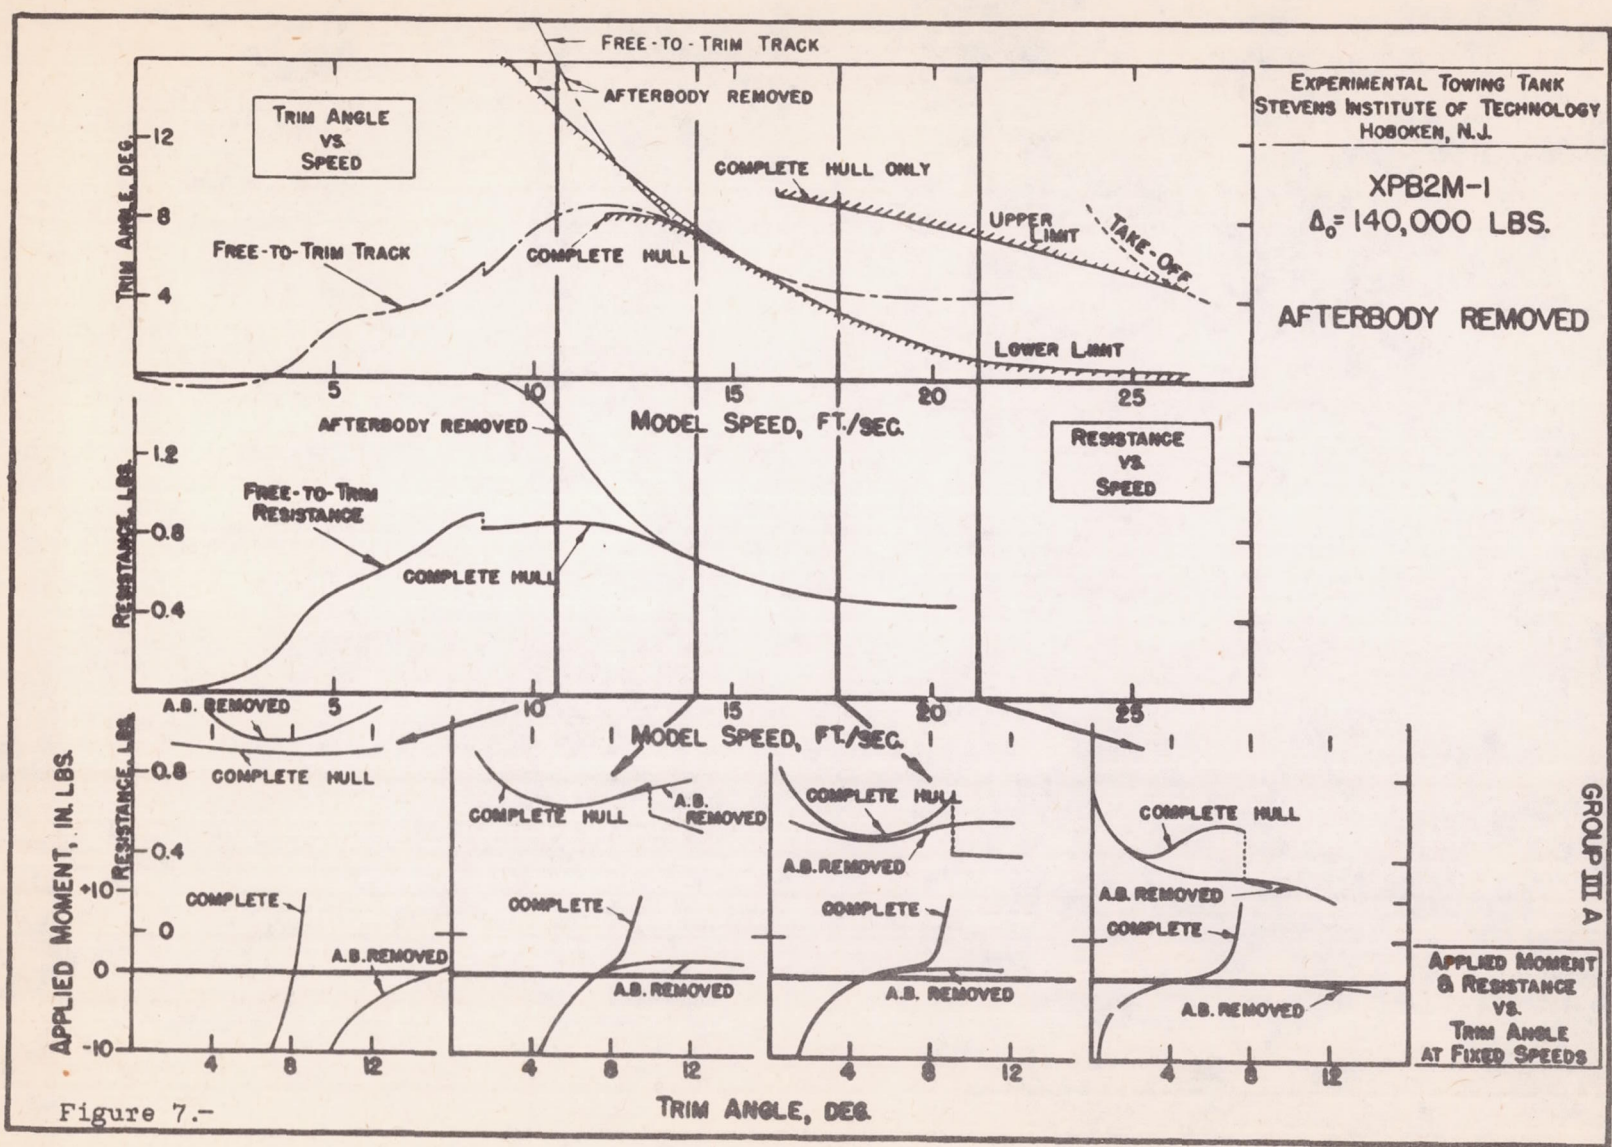 FREE-TO-TRIM TRACK
AFTERBODY REMOVED
TRIM ANGLE
VS.
SPEED
COMPLETE HULL ONLY
UPPER
LIMIT
TAKE-OFF
FREE-TO-TRIM TRACK
COMPLETE HULL
LOWER LIMIT
TRIM ANGLE, DEG.
12
8
4
5
10
15
20
25
MODEL SPEED, FT./SEC.
EXPERIMENTAL TOWING TANK
STEVENS INSTITUTE OF TECHNOLOGY
HOBOKEN, N.J.
XPB2M-1
Δo= 140,000 LBS.
AFTERBODY REMOVED
AFTERBODY REMOVED
RESISTANCE
VS.
SPEED
FREE-TO-TRIM
RESISTANCE
COMPLETE HULL
RESISTANCE, LBS.
1.2
0.8
0.4
5
10
15
20
25
MODEL SPEED, FT./SEC.
A.B. REMOVED
COMPLETE HULL
COMPLETE
A.B. REMOVED
COMPLETE HULL
A.B.
REMOVED
COMPLETE
A.B. REMOVED
COMPLETE HULL
A.B. REMOVED
COMPLETE
A.B. REMOVED
COMPLETE HULL
A.B. REMOVED
COMPLETE
A.B. REMOVED
APPLIED MOMENT, IN. LBS.
RESISTANCE, LBS.
0.8
0.4
+10
0
0
-10
4 8 12
4 8 12
4 8 12
4 8 12
TRIM ANGLE, DEG.
GROUP III A
APPLIED MOMENT
& RESISTANCE
VS.
TRIM ANGLE
AT FIXED SPEEDS
Figure 7.-